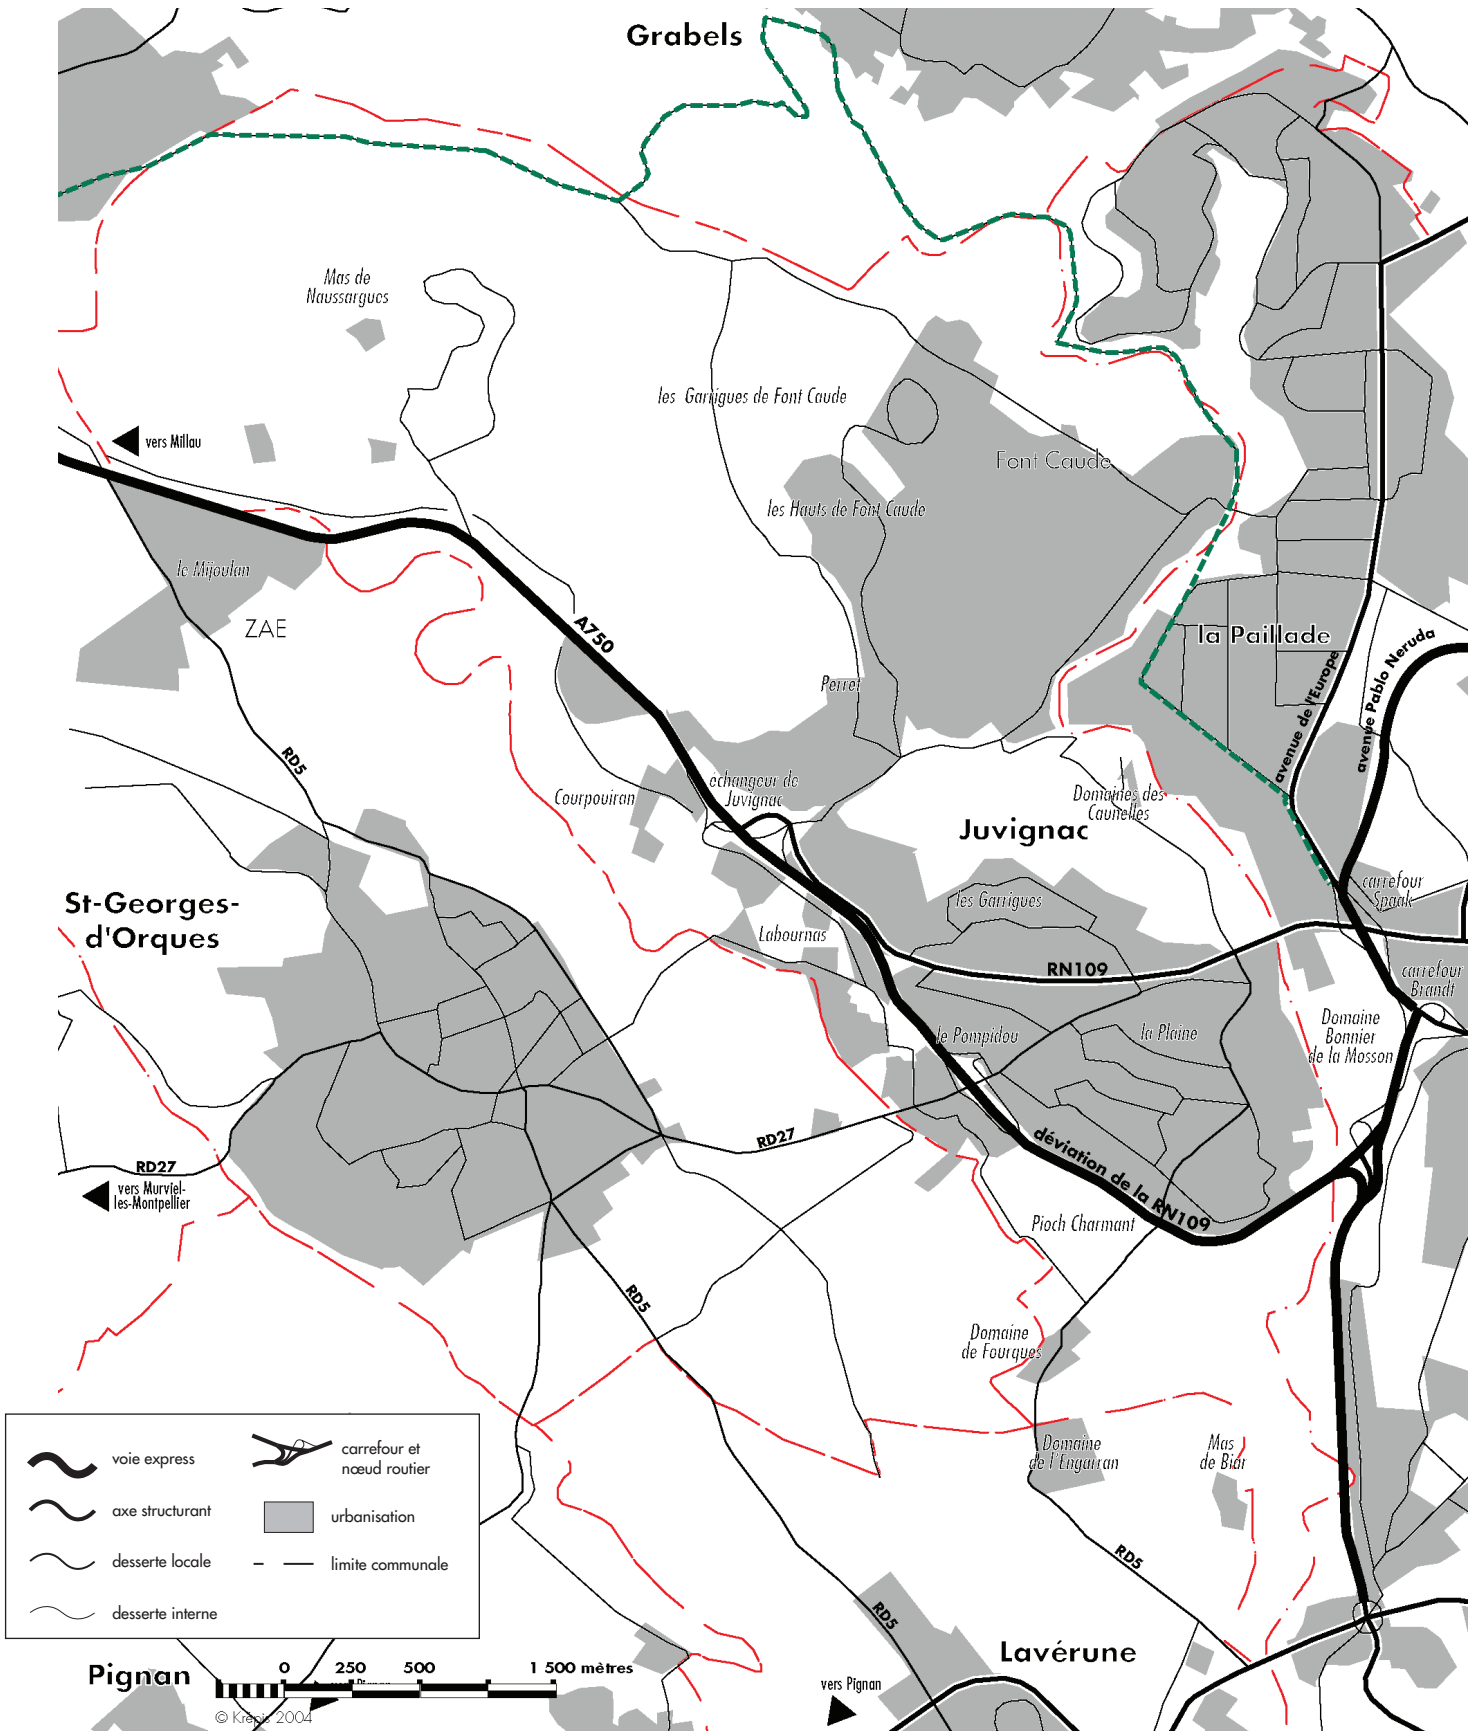 Grabels
Mas de
Naussargues
les Garrigues de Font Caude
vers Millau
Font Caude
les Hauts de Font Caude
le Mijoulan
ZAE
A750
la Paillade
avenue de l'Europe
avenue Pablo Neruda
Perret
RD5
échangeur de
Juvignac
Courpouiran
Domaines des
Caunelles
Juvignac
carrefour
Spaak
les Garrigues
St-Georges-
d'Orques
Labournas
RN109
carrefour
Brandt
le Pompidou
la Plaine
Domaine
Bonnier
de la Mosson
RD27
déviation de la RN109
RD27
vers Murviel-
les-Montpellier
Pioch Charmant
RD5
Domaine
de Fourques
Domaine
de l'Engarran
Mas
de Biar
voie express
carrefour et
nœud routier
axe structurant
urbanisation
desserte locale
limite communale
desserte interne
RD5
RD5
Lavérune
Pignan
0 250 500 1 500 mètres
vers Pignan
© Krépis 2004